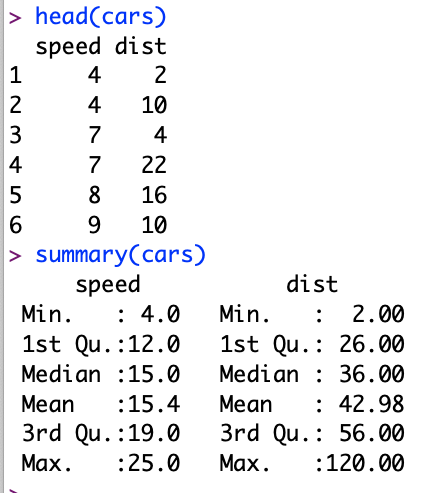 > head(cars)
  speed dist
1     4    2
2     4   10
3     7    4
4     7   22
5     8   16
6     9   10
> summary(cars)
     speed           dist
 Min.   : 4.0   Min.   :  2.00
 1st Qu.:12.0   1st Qu.: 26.00
 Median :15.0   Median : 36.00
 Mean   :15.4   Mean   : 42.98
 3rd Qu.:19.0   3rd Qu.: 56.00
 Max.   :25.0   Max.   :120.00
>